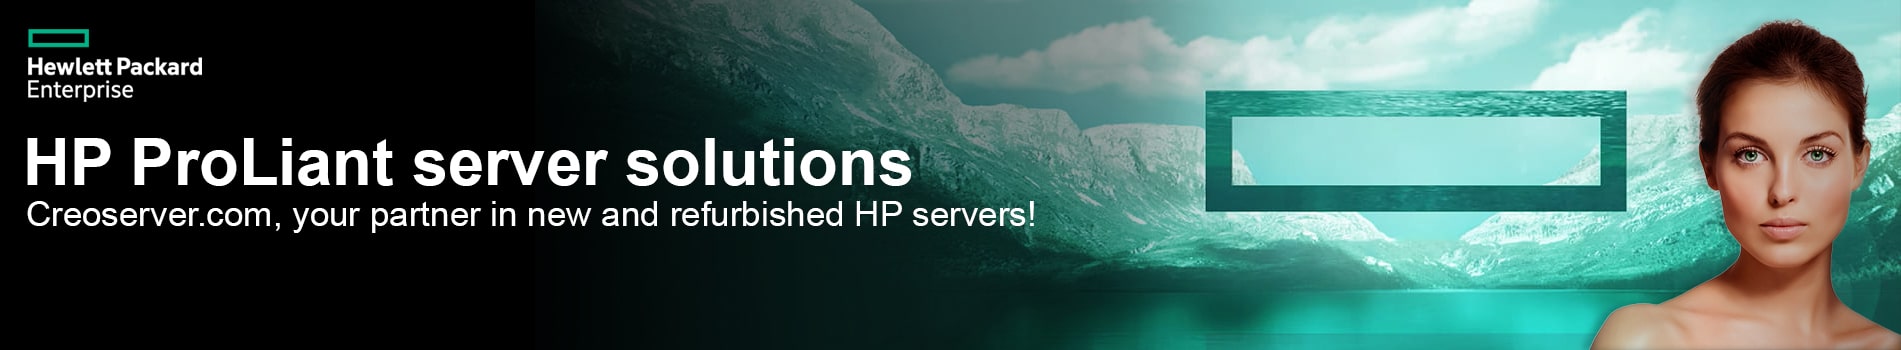 Hewlett Packard
Enterprise
HP ProLiant server solutions
Creoserver.com, your partner in new and refurbished HP servers!